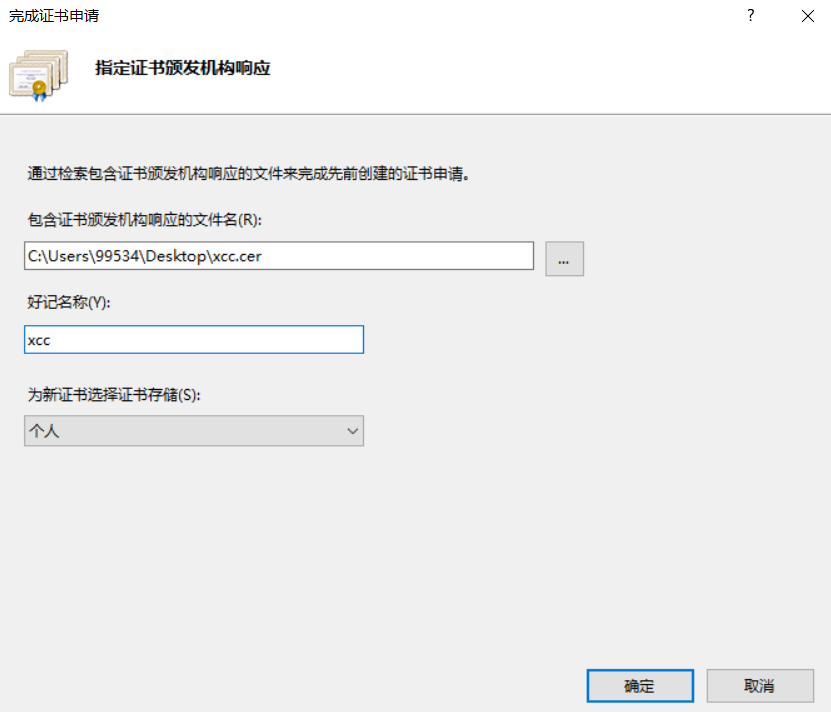 完成证书申请
?
指定证书颁发机构响应
通过检索包含证书颁发机构响应的文件来完成先前创建的证书申请。
包含证书颁发机构响应的文件名(R):
C:\Users\99534\Desktop\xcc.cer
...
好记名称(Y):
xcc
为新证书选择证书存储(S):
个人
确定
取消